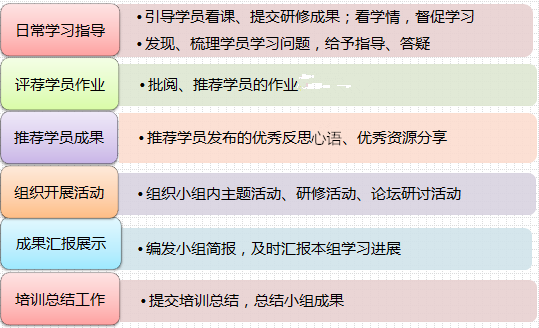 日常学习指导
•引导学员看课、提交研修成果；看学情，督促学习
•发现、梳理学员学习问题，给予指导、答疑
评荐学员作业
•批阅、推荐学员的作业
推荐学员成果
•推荐学员发布的优秀反思心语、优秀资源分享
组织开展活动
•组织小组内主题活动、研修活动、论坛研讨活动
成果汇报展示
•编发小组简报，及时汇报本组学习进展
培训总结工作
•提交培训总结，总结小组成果